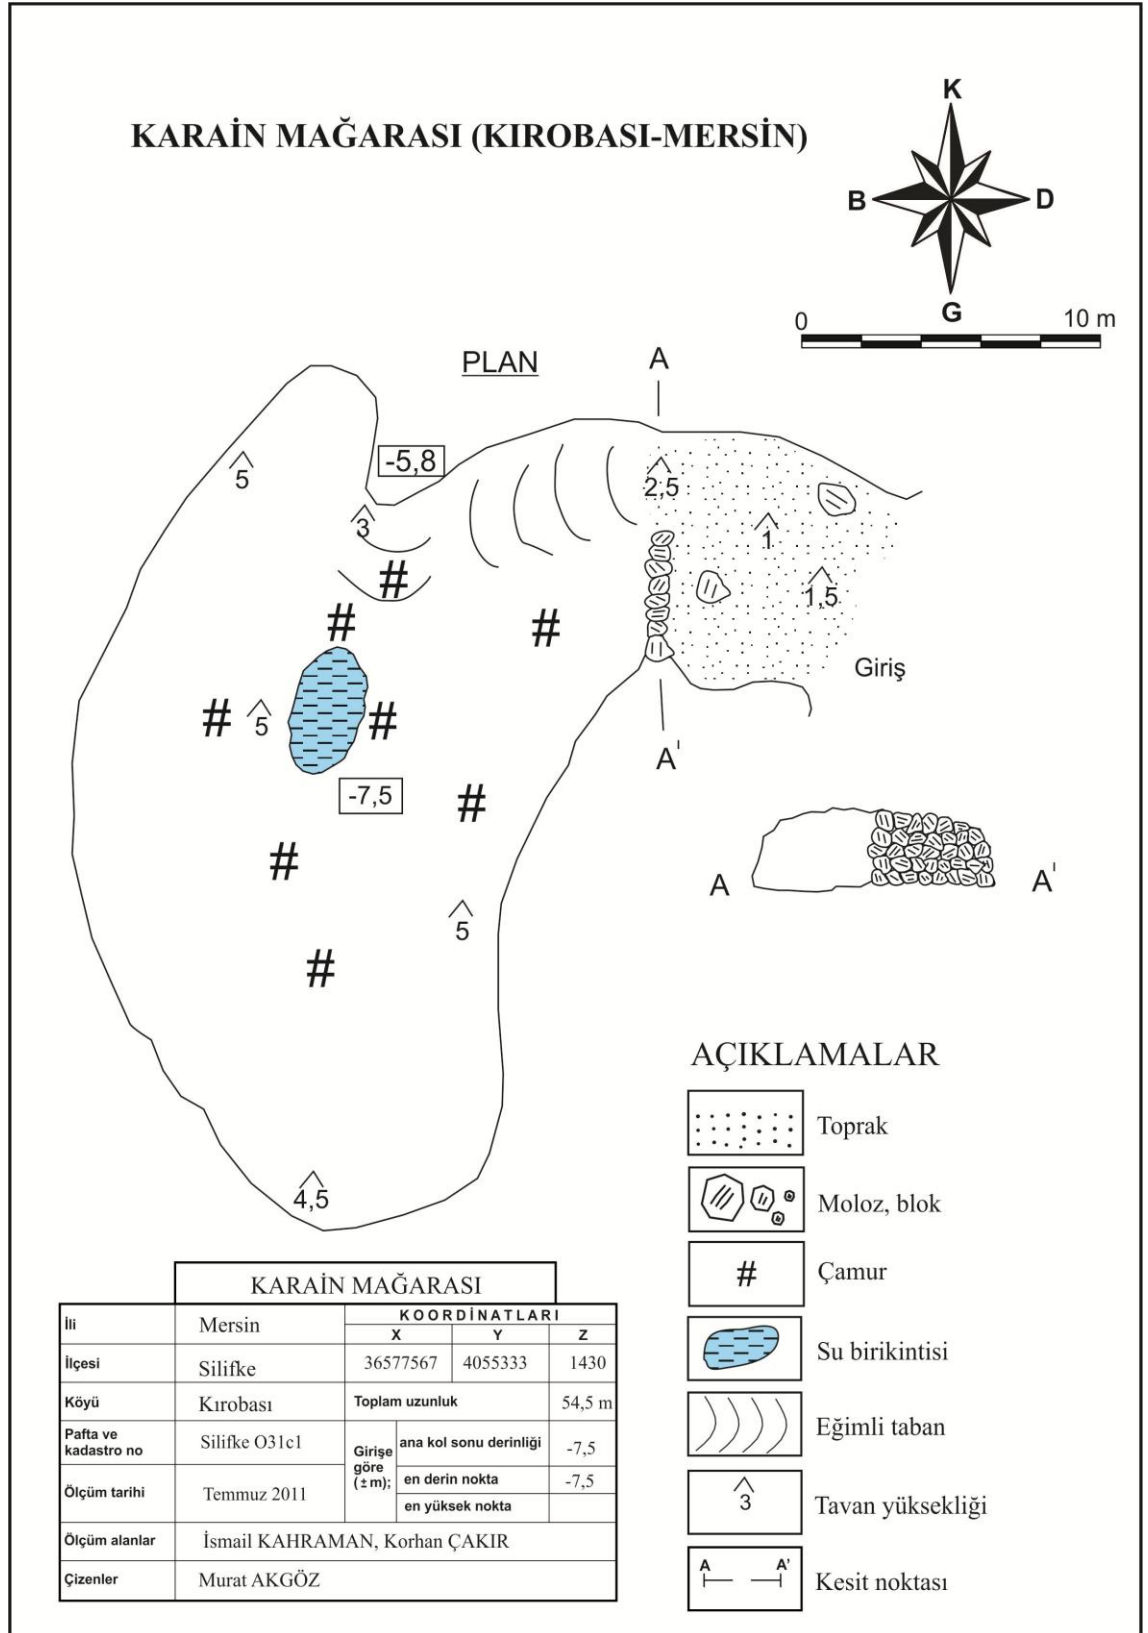 KARAİN MAĞARASI (KIROBASI-MERSİN)
K
B
D
G
0
10 m
PLAN
A
-5,8
5
2,5
3
1
1,5
#
#
#
Giriş
#
5
#
A'
-7,5
#
#
5
A
A'
#
4,5
AÇIKLAMALAR
Toprak
Moloz, blok
# Çamur
Su birikintisi
Eğimli taban
3 Tavan yüksekliği
A A' Kesit noktası
KARAİN MAĞARASI
İli Mersin KOORDİNATLARI
X Y Z
İlçesi Silifke 36577567 4055333 1430
Köyü Kırobası Toplam uzunluk 54,5 m
Pafta ve
kadastro no
Silifke O31c1
Girişe
göre
(±m);
ana kol sonu derinliği -7,5
en derin nokta -7,5
en yüksek nokta
Ölçüm tarihi Temmuz 2011
Ölçüm alanlar İsmail KAHRAMAN, Korhan ÇAKIR
Çizenler Murat AKGÖZ